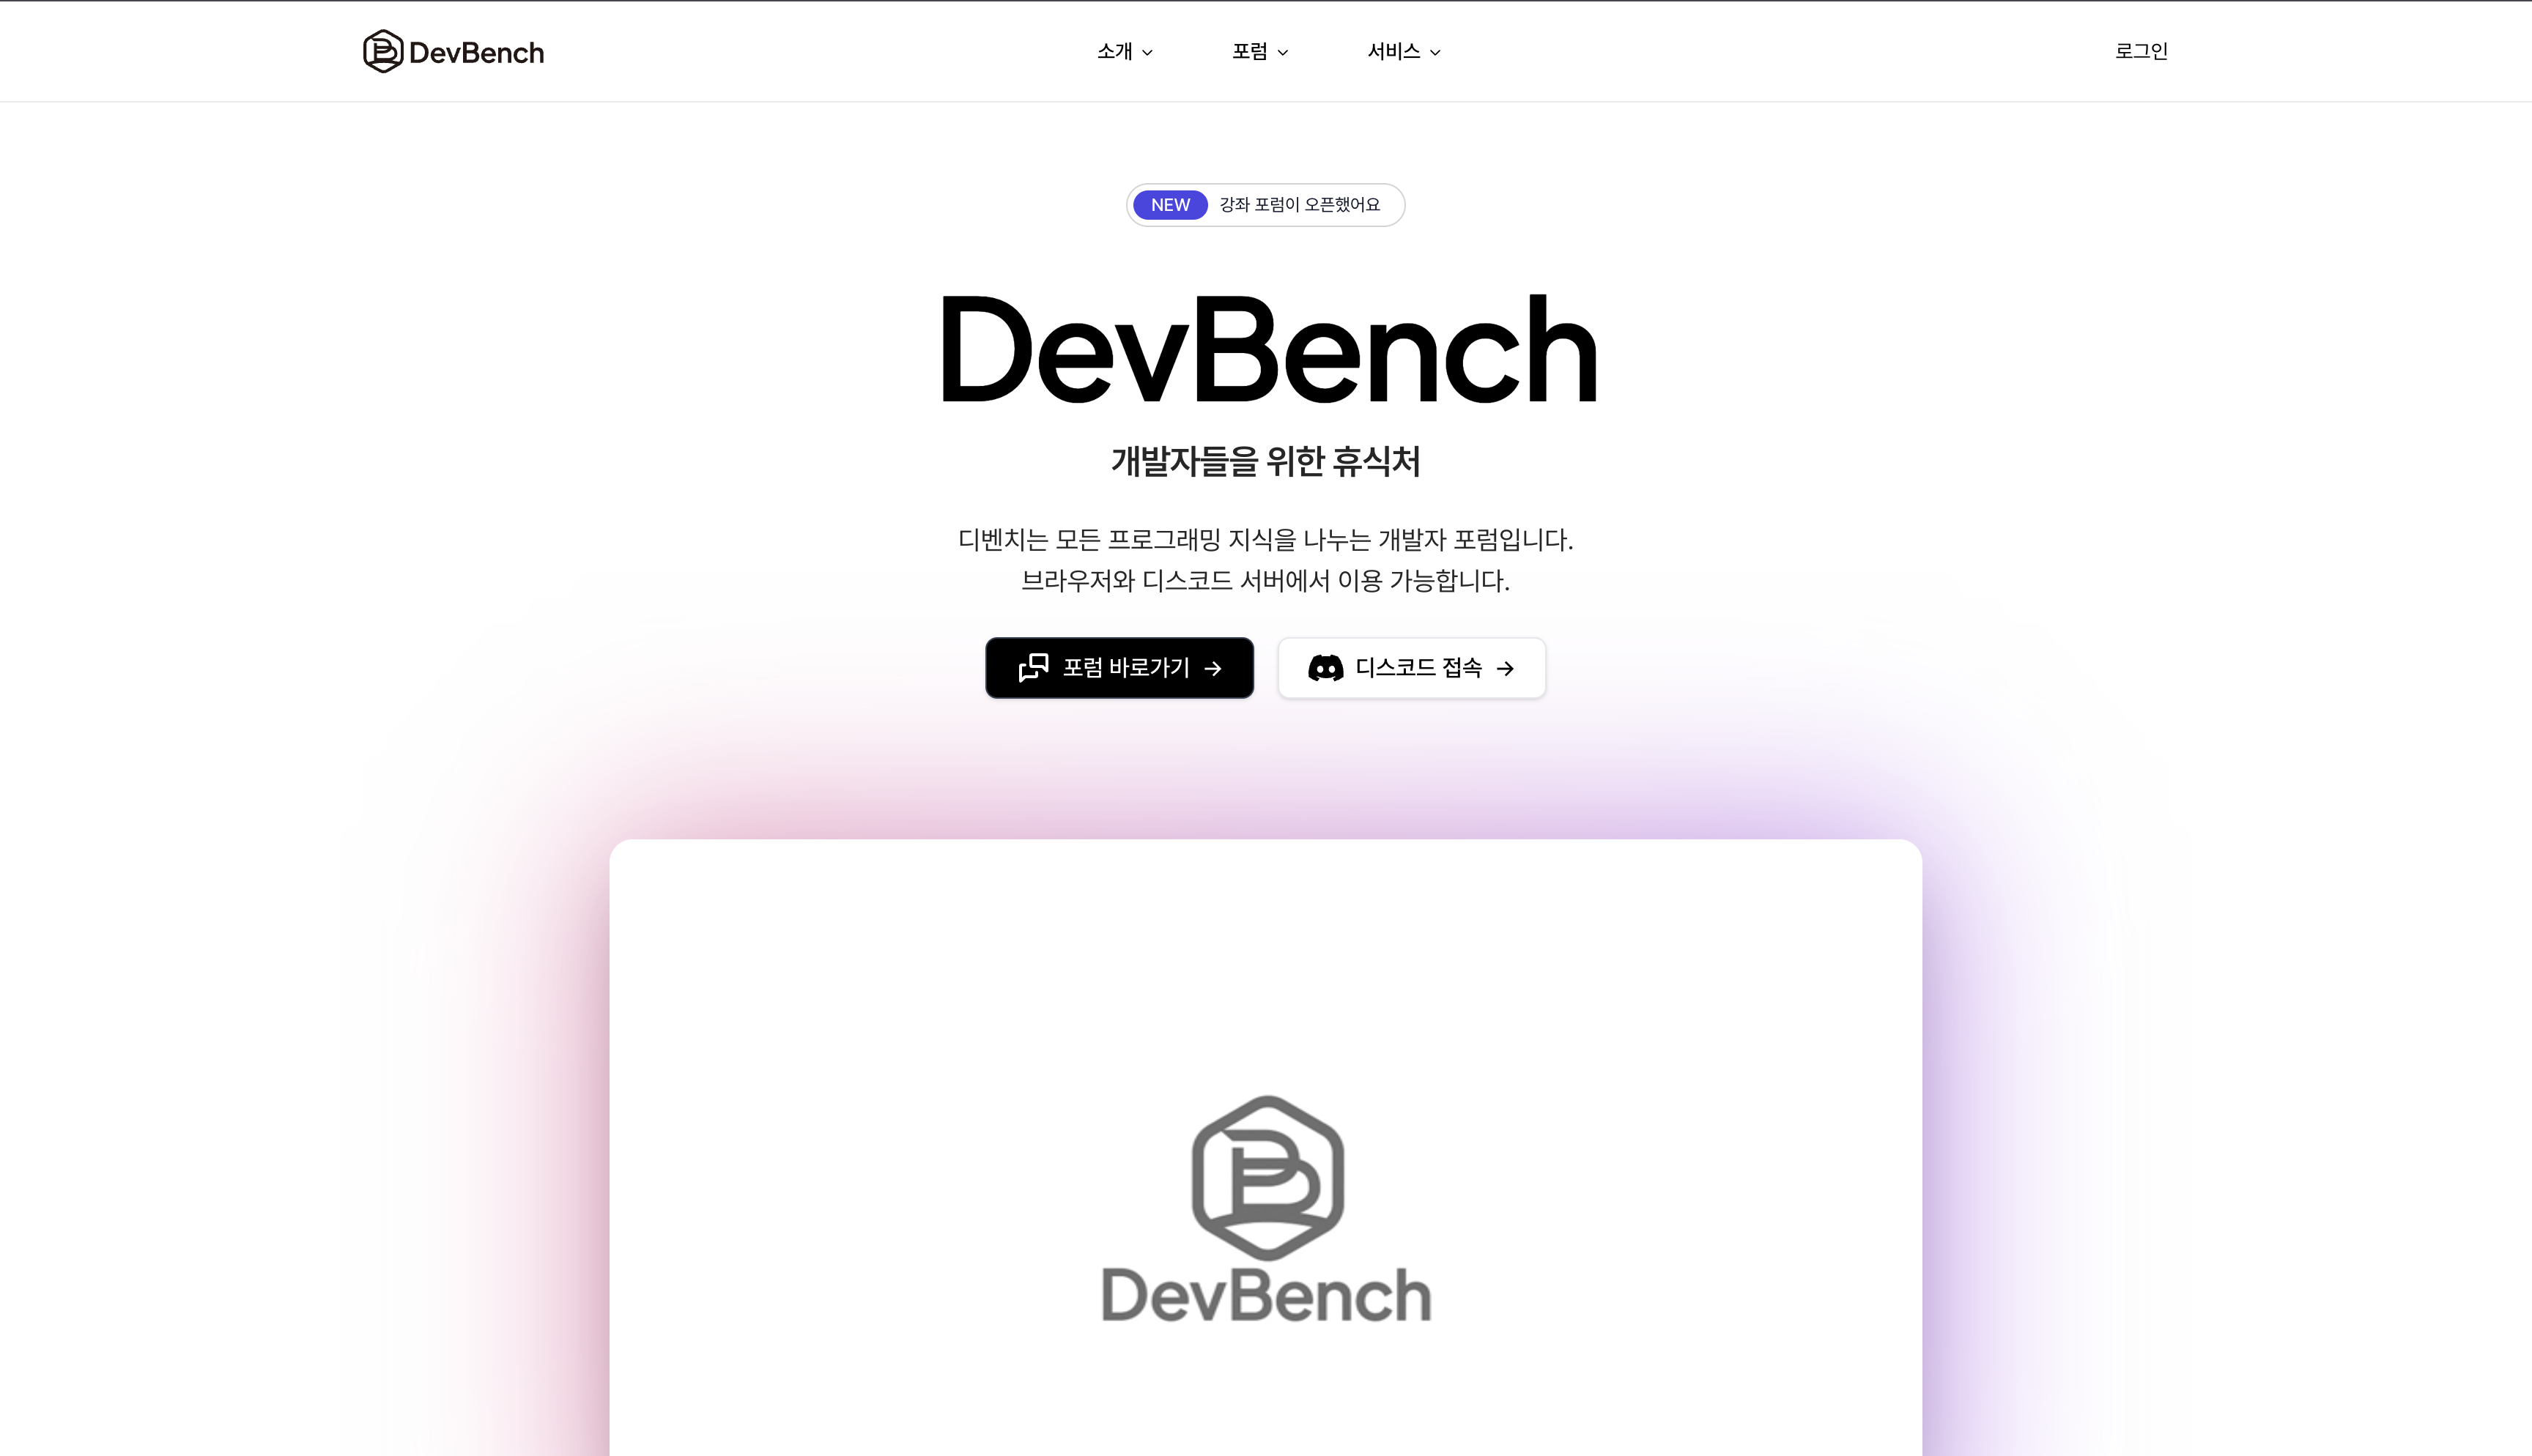 DevBench
소개
포럼
서비스
로그인
NEW 강좌 포럼이 오픈했어요
DevBench
개발자들을 위한 휴식처
디벤치는 모든 프로그래밍 지식을 나누는 개발자 포럼입니다.
브라우저와 디스코드 서버에서 이용 가능합니다.
포럼 바로가기 →
디스코드 접속 →
DevBench